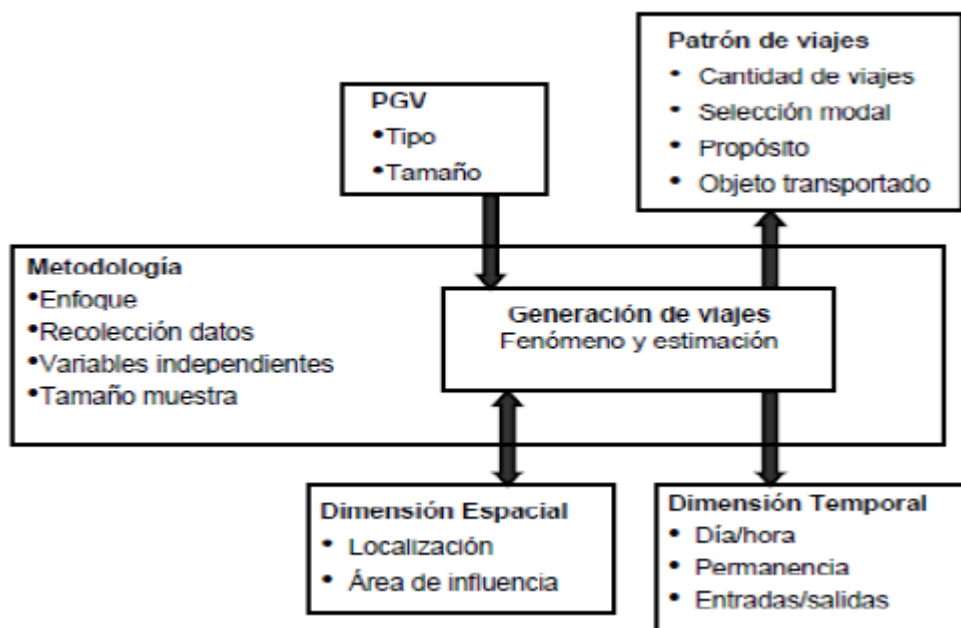 PGV
•Tipo
•Tamaño
Patrón de viajes
• Cantidad de viajes
• Selección modal
• Propósito
• Objeto transportado
Metodología
•Enfoque
•Recolección datos
•Variables independientes
•Tamaño muestra
Generación de viajes
Fenómeno y estimación
Dimensión Espacial
• Localización
• Área de influencia
Dimensión Temporal
• Día/hora
• Permanencia
• Entradas/salidas